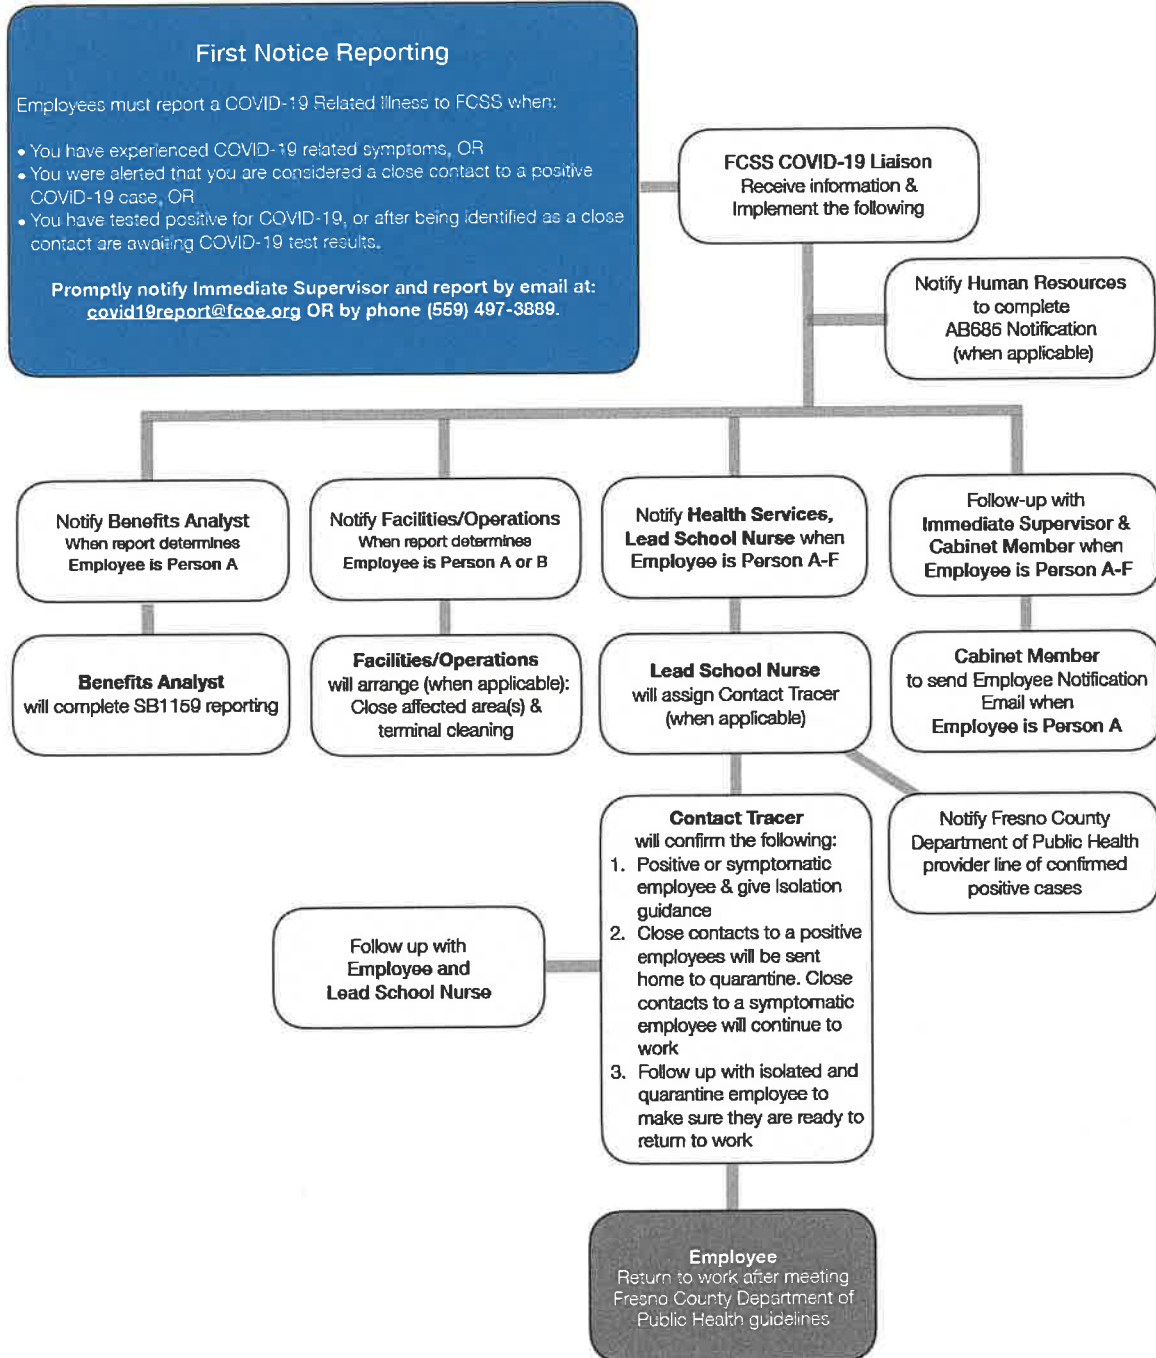 First Notice Reporting
Employees must report a COVID-19 Related Illness to FCSS when:
• You have experienced COVID-19 related symptoms, OR
• You were alerted that you are considered a close contact to a positive
COVID-19 case, OR
• You have tested positive for COVID-19, or after being identified as a close
contact are awaiting COVID-19 test results.
Promptly notify Immediate Supervisor and report by email at:
covid19report@fcoe.org OR by phone (559) 497-3889.
FCSS COVID-19 Liaison
Receive information &
Implement the following
Notify Human Resources
to complete
AB685 Notification
(when applicable)
Notify Benefits Analyst
When report determines
Employee is Person A
Notify Facilities/Operations
When report determines
Employee is Person A or B
Notify Health Services,
Lead School Nurse when
Employee is Person A-F
Follow-up with
Immediate Supervisor &
Cabinet Member when
Employee is Person A-F
Benefits Analyst
will complete SB1159 reporting
Facilities/Operations
will arrange (when applicable):
Close affected area(s) &
terminal cleaning
Lead School Nurse
will assign Contact Tracer
(when applicable)
Cabinet Member
to send Employee Notification
Email when
Employee is Person A
Contact Tracer
will confirm the following:
1. Positive or symptomatic
employee & give Isolation
guidance
2. Close contacts to a positive
employees will be sent
home to quarantine. Close
contacts to a symptomatic
employee will continue to
work
3. Follow up with isolated and
quarantine employee to
make sure they are ready to
return to work
Notify Fresno County
Department of Public Health
provider line of confirmed
positive cases
Follow up with
Employee and
Lead School Nurse
Employee
Return to work after meeting
Fresno County Department of
Public Health guidelines